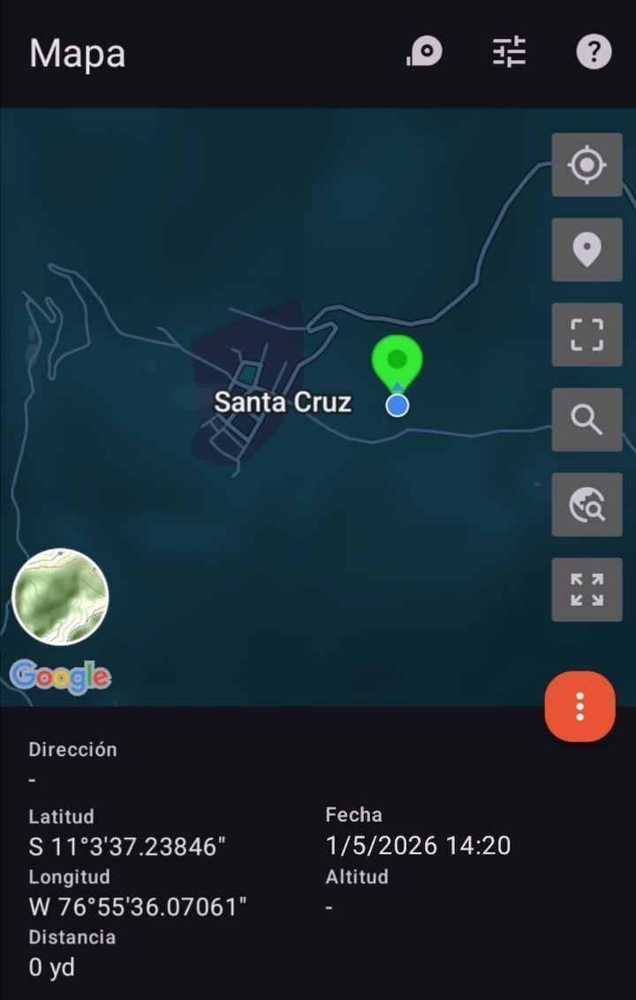 Mapa
?
Santa Cruz
Google
Dirección
-
Latitud
S 11°3'37.23846"
Longitud
W 76°55'36.07061"
Distancia
0 yd
Fecha
1/5/2026 14:20
Altitud
-